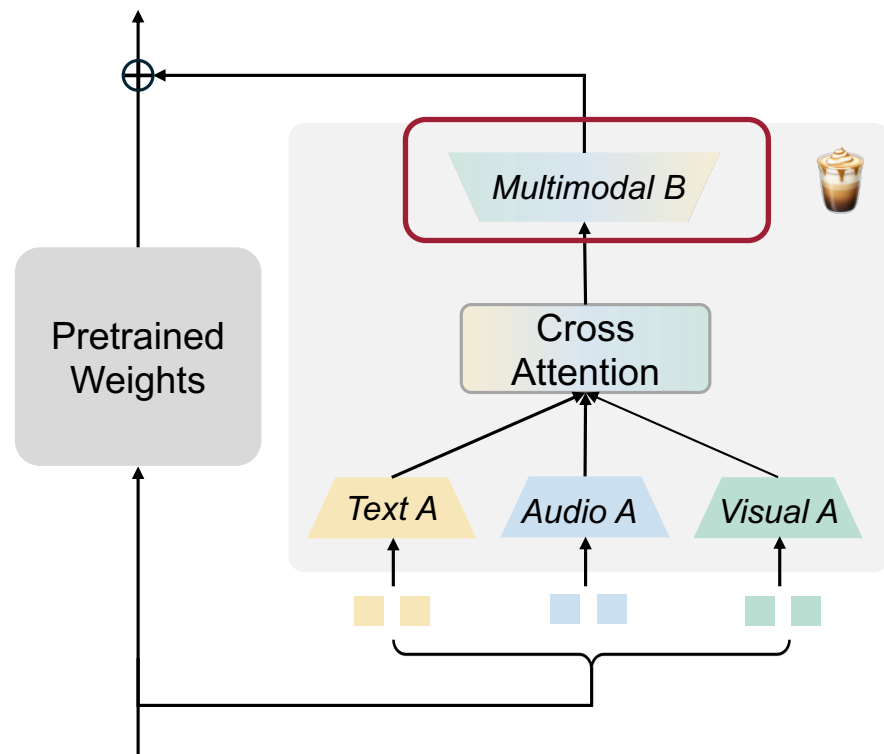 Multimodal B
Pretrained
Weights
Cross
Attention
Text A
Audio A
Visual A